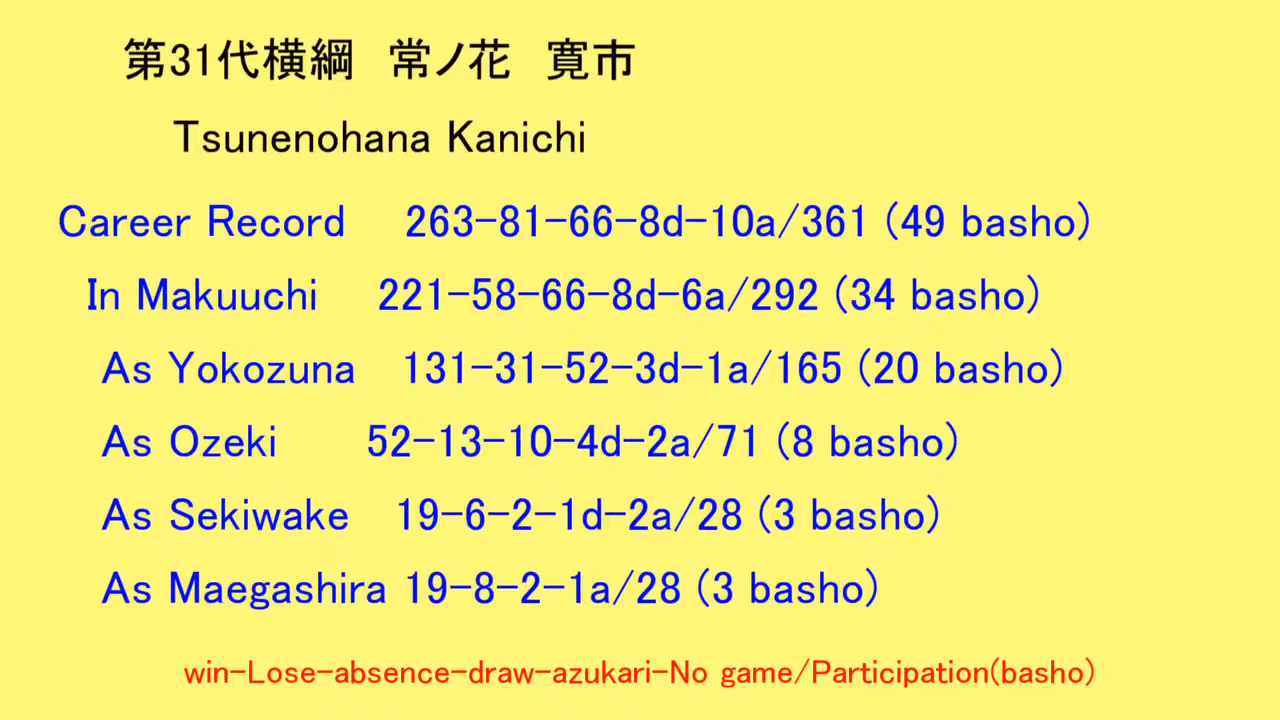 第31代横綱 常ノ花 寛市
Tsunenohana Kanichi
Career Record 263-81-66-8d-10a/361 (49 basho)
In Makuuchi 221-58-66-8d-6a/292 (34 basho)
As Yokozuna 131-31-52-3d-1a/165 (20 basho)
As Ozeki 52-13-10-4d-2a/71 (8 basho)
As Sekiwake 19-6-2-1d-2a/28 (3 basho)
As Maegashira 19-8-2-1a/28 (3 basho)
win-Lose-absence-draw-azukari-No game/Participation(basho)